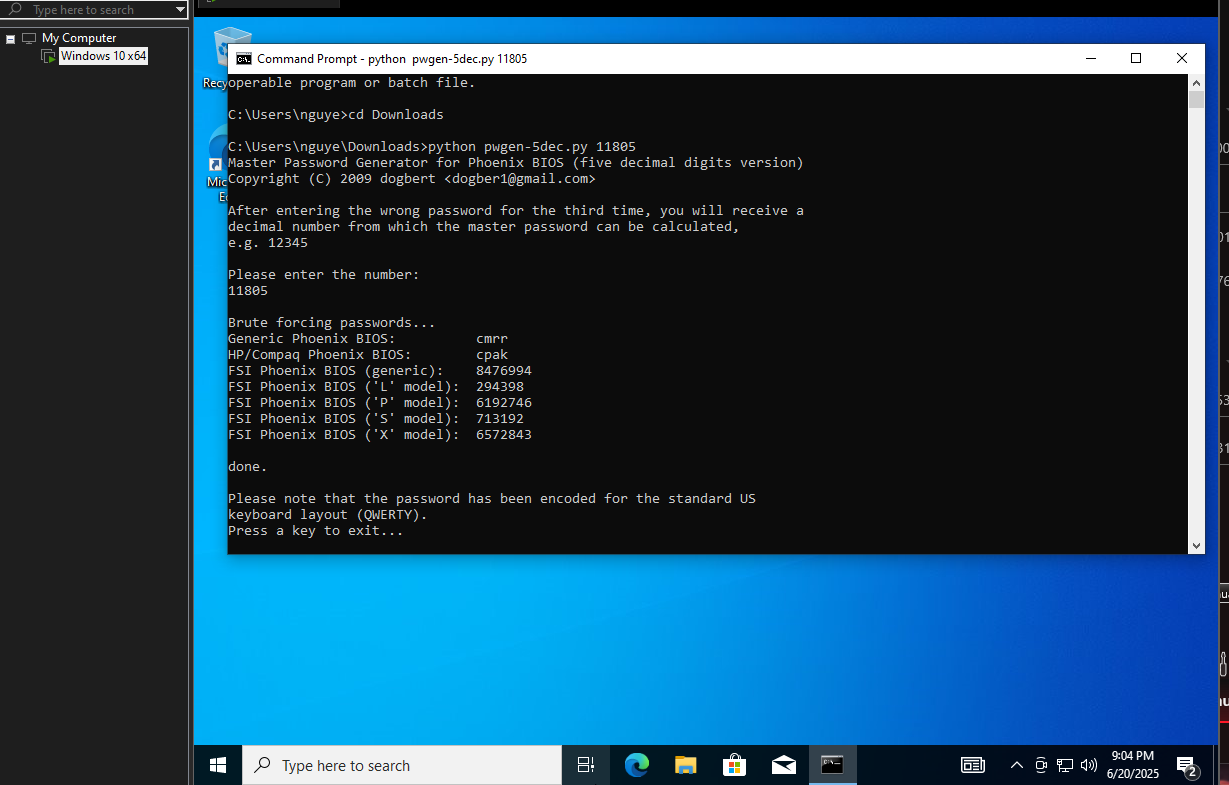 Type here to search
My Computer
Windows 10 x64
Command Prompt - python  pwgen-5dec.py 11805
Recy
operable program or batch file.
C:\Users\nguye>cd Downloads
C:\Users\nguye\Downloads>python pwgen-5dec.py 11805
Master Password Generator for Phoenix BIOS (five decimal digits version)
Mic
Copyright (C) 2009 dogbert <dogber1@gmail.com>
E
After entering the wrong password for the third time, you will receive a
decimal number from which the master password can be calculated,
e.g. 12345
Please enter the number:
11805
Brute forcing passwords...
Generic Phoenix BIOS:          cmrr
HP/Compaq Phoenix BIOS:        cpak
FSI Phoenix BIOS (generic):    8476994
FSI Phoenix BIOS ('L' model):  294398
FSI Phoenix BIOS ('P' model):  6192746
FSI Phoenix BIOS ('S' model):  713192
FSI Phoenix BIOS ('X' model):  6572843
done.
Please note that the password has been encoded for the standard US
keyboard layout (QWERTY).
Press a key to exit...
Type here to search
9:04 PM
6/20/2025
2